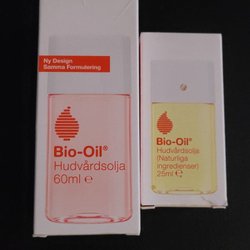 Ny Design
Samma Formulering
Bio-Oil®
Hudvårdsolja
60ml ℮
Bio-Oil®
Hudvårdsolja
(Naturliga
ingredienser)
25ml ℮